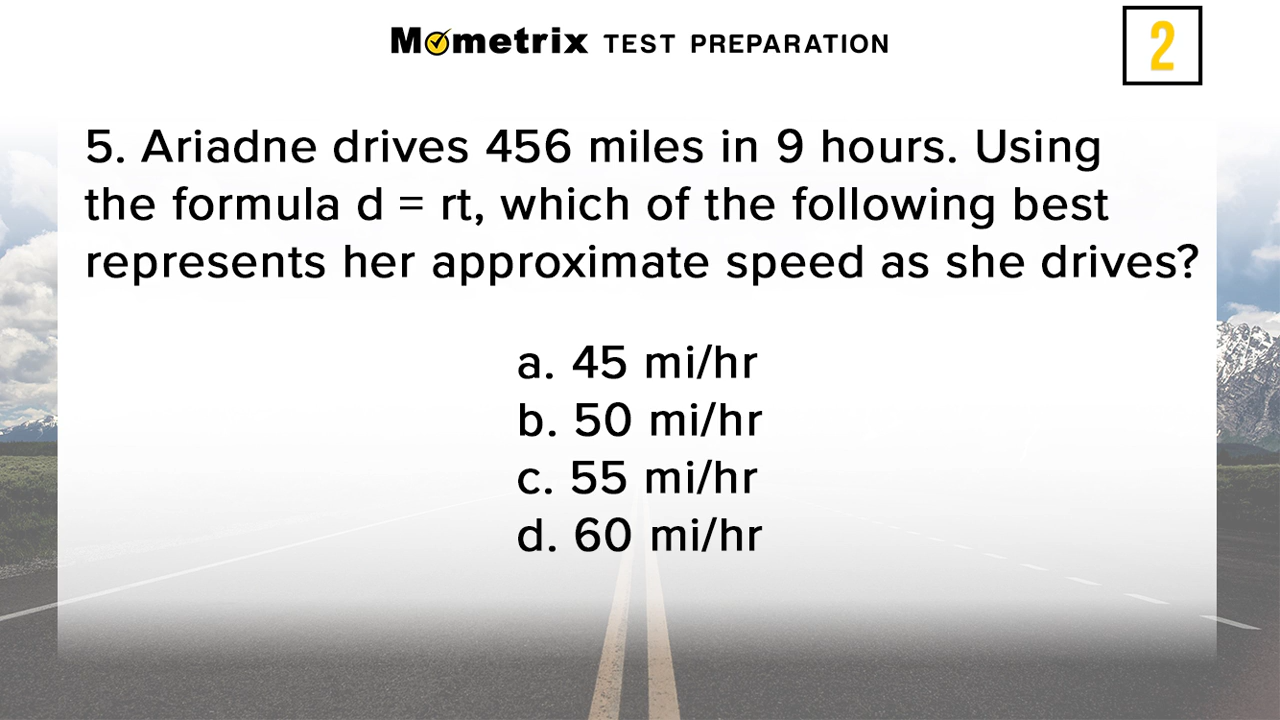 Mometrix TEST PREPARATION
2
5. Ariadne drives 456 miles in 9 hours. Using
the formula d = rt, which of the following best
represents her approximate speed as she drives?
a. 45 mi/hr
b. 50 mi/hr
c. 55 mi/hr
d. 60 mi/hr